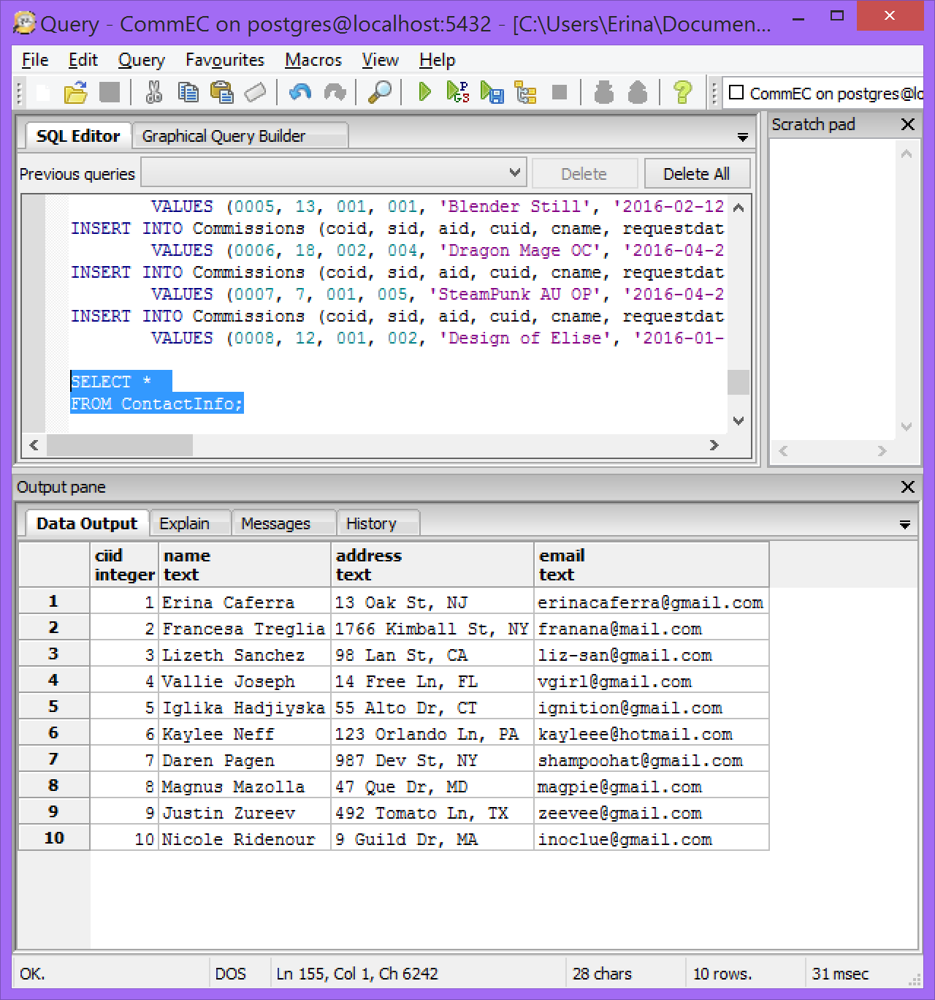 Query - CommEC on postgres@localhost:5432 - [C:\Users\Erina\Documen...
File Edit Query Favourites Macros View Help
CommEC on postgres@lo
SQL Editor Graphical Query Builder
Scratch pad
Previous queries Delete Delete All
VALUES (0005, 13, 001, 001, 'Blender Still', '2016-02-12
INSERT INTO Commissions (coid, sid, aid, cuid, cname, requestdat
VALUES (0006, 18, 002, 004, 'Dragon Mage OC', '2016-04-2
INSERT INTO Commissions (coid, sid, aid, cuid, cname, requestdat
VALUES (0007, 7, 001, 005, 'SteamPunk AU OP', '2016-04-2
INSERT INTO Commissions (coid, sid, aid, cuid, cname, requestdat
VALUES (0008, 12, 001, 002, 'Design of Elise', '2016-01-
SELECT *
FROM ContactInfo;
Output pane
Data Output Explain Messages History
ciid name address email
integer text text text
1 1 Erina Caferra 13 Oak St, NJ erinacaferra@gmail.com
2 2 Francesa Treglia 1766 Kimball St, NY franana@mail.com
3 3 Lizeth Sanchez 98 Lan St, CA liz-san@gmail.com
4 4 Vallie Joseph 14 Free Ln, FL vgirl@gmail.com
5 5 Iglika Hadjiyska 55 Alto Dr, CT ignition@gmail.com
6 6 Kaylee Neff 123 Orlando Ln, PA kayleee@hotmail.com
7 7 Daren Pagen 987 Dev St, NY shampoohat@gmail.com
8 8 Magnus Mazolla 47 Que Dr, MD magpie@gmail.com
9 9 Justin Zureev 492 Tomato Ln, TX zeevee@gmail.com
10 10 Nicole Ridenour 9 Guild Dr, MA inoclue@gmail.com
OK. DOS Ln 155, Col 1, Ch 6242 28 chars 10 rows. 31 msec